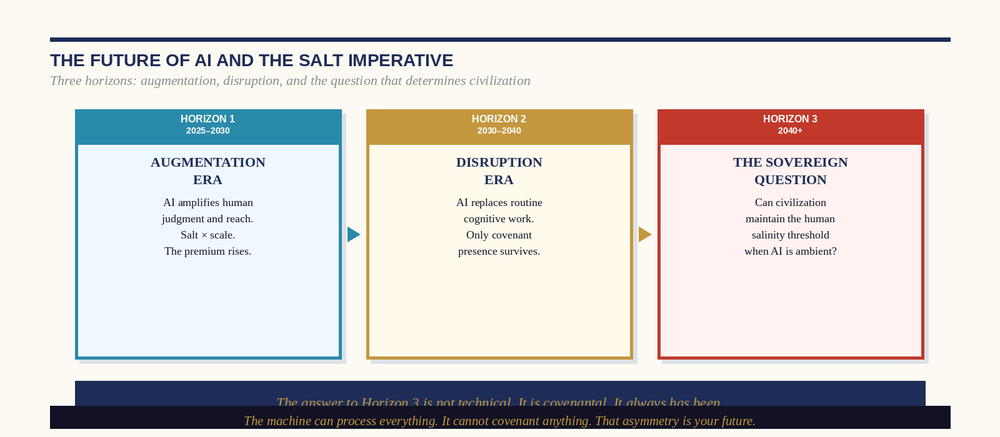 THE FUTURE OF AI AND THE SALT IMPERATIVE
Three horizons: augmentation, disruption, and the question that determines civilization
HORIZON 1
2025–2030
AUGMENTATION
ERA
AI amplifies human
judgment and reach.
Salt × scale.
The premium rises.
HORIZON 2
2030–2040
DISRUPTION
ERA
AI replaces routine
cognitive work.
Only covenant
presence survives.
HORIZON 3
2040+
THE SOVEREIGN
QUESTION
Can civilization
maintain the human
salinity threshold
when AI is ambient?
The answer to Horizon 3 is not technical. It is covenantal. It always has been.
The machine can process everything. It cannot covenant anything. That asymmetry is your future.